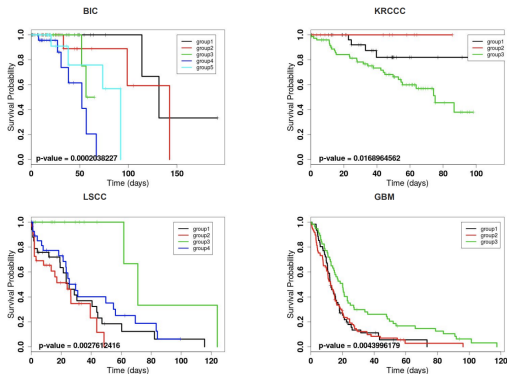 BIC
KRCCC
Survival Probability
0.0 0.2 0.4 0.6 0.8 1.0
group1
group2
group3
group4
group5
p-value = 0.0002038227
0 50 100 150
Time (days)
Survival Probability
0.0 0.2 0.4 0.6 0.8 1.0
group1
group2
group3
p-value = 0.0168964562
0 20 40 60 80 100
Time (days)
LSCC
GBM
Survival Probability
0.0 0.2 0.4 0.6 0.8 1.0
group1
group2
group3
group4
p-value = 0.0027612416
0 20 40 60 80 100 120
Time (days)
Survival Probability
0.0 0.2 0.4 0.6 0.8 1.0
group1
group2
group3
p-value = 0.0043996179
0 20 40 60 80 100 120
Time (days)